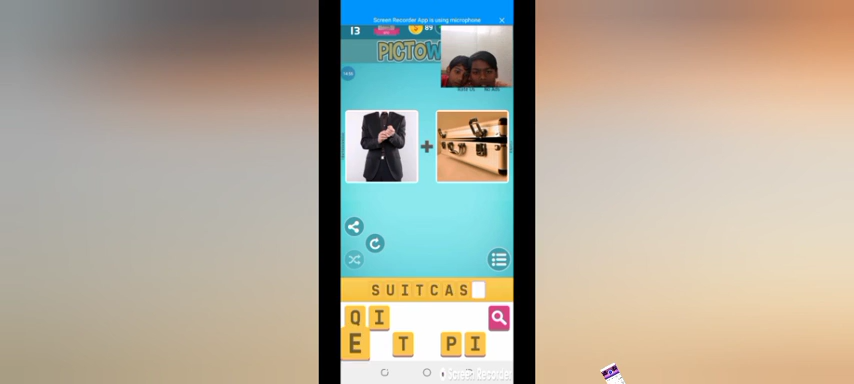 Screen Recorder App is using microphone
13
89
PICTOW
SUITCAS
Q I
E T P I
Screen Recorder